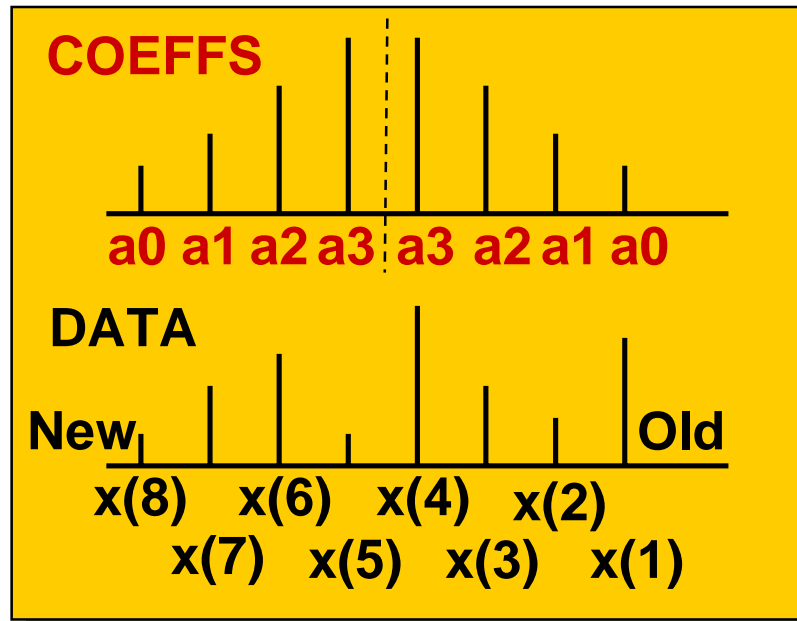 COEFFS
a0 a1 a2 a3 a3 a2 a1 a0
DATA
New Old
x(8) x(6) x(4) x(2)
x(7) x(5) x(3) x(1)